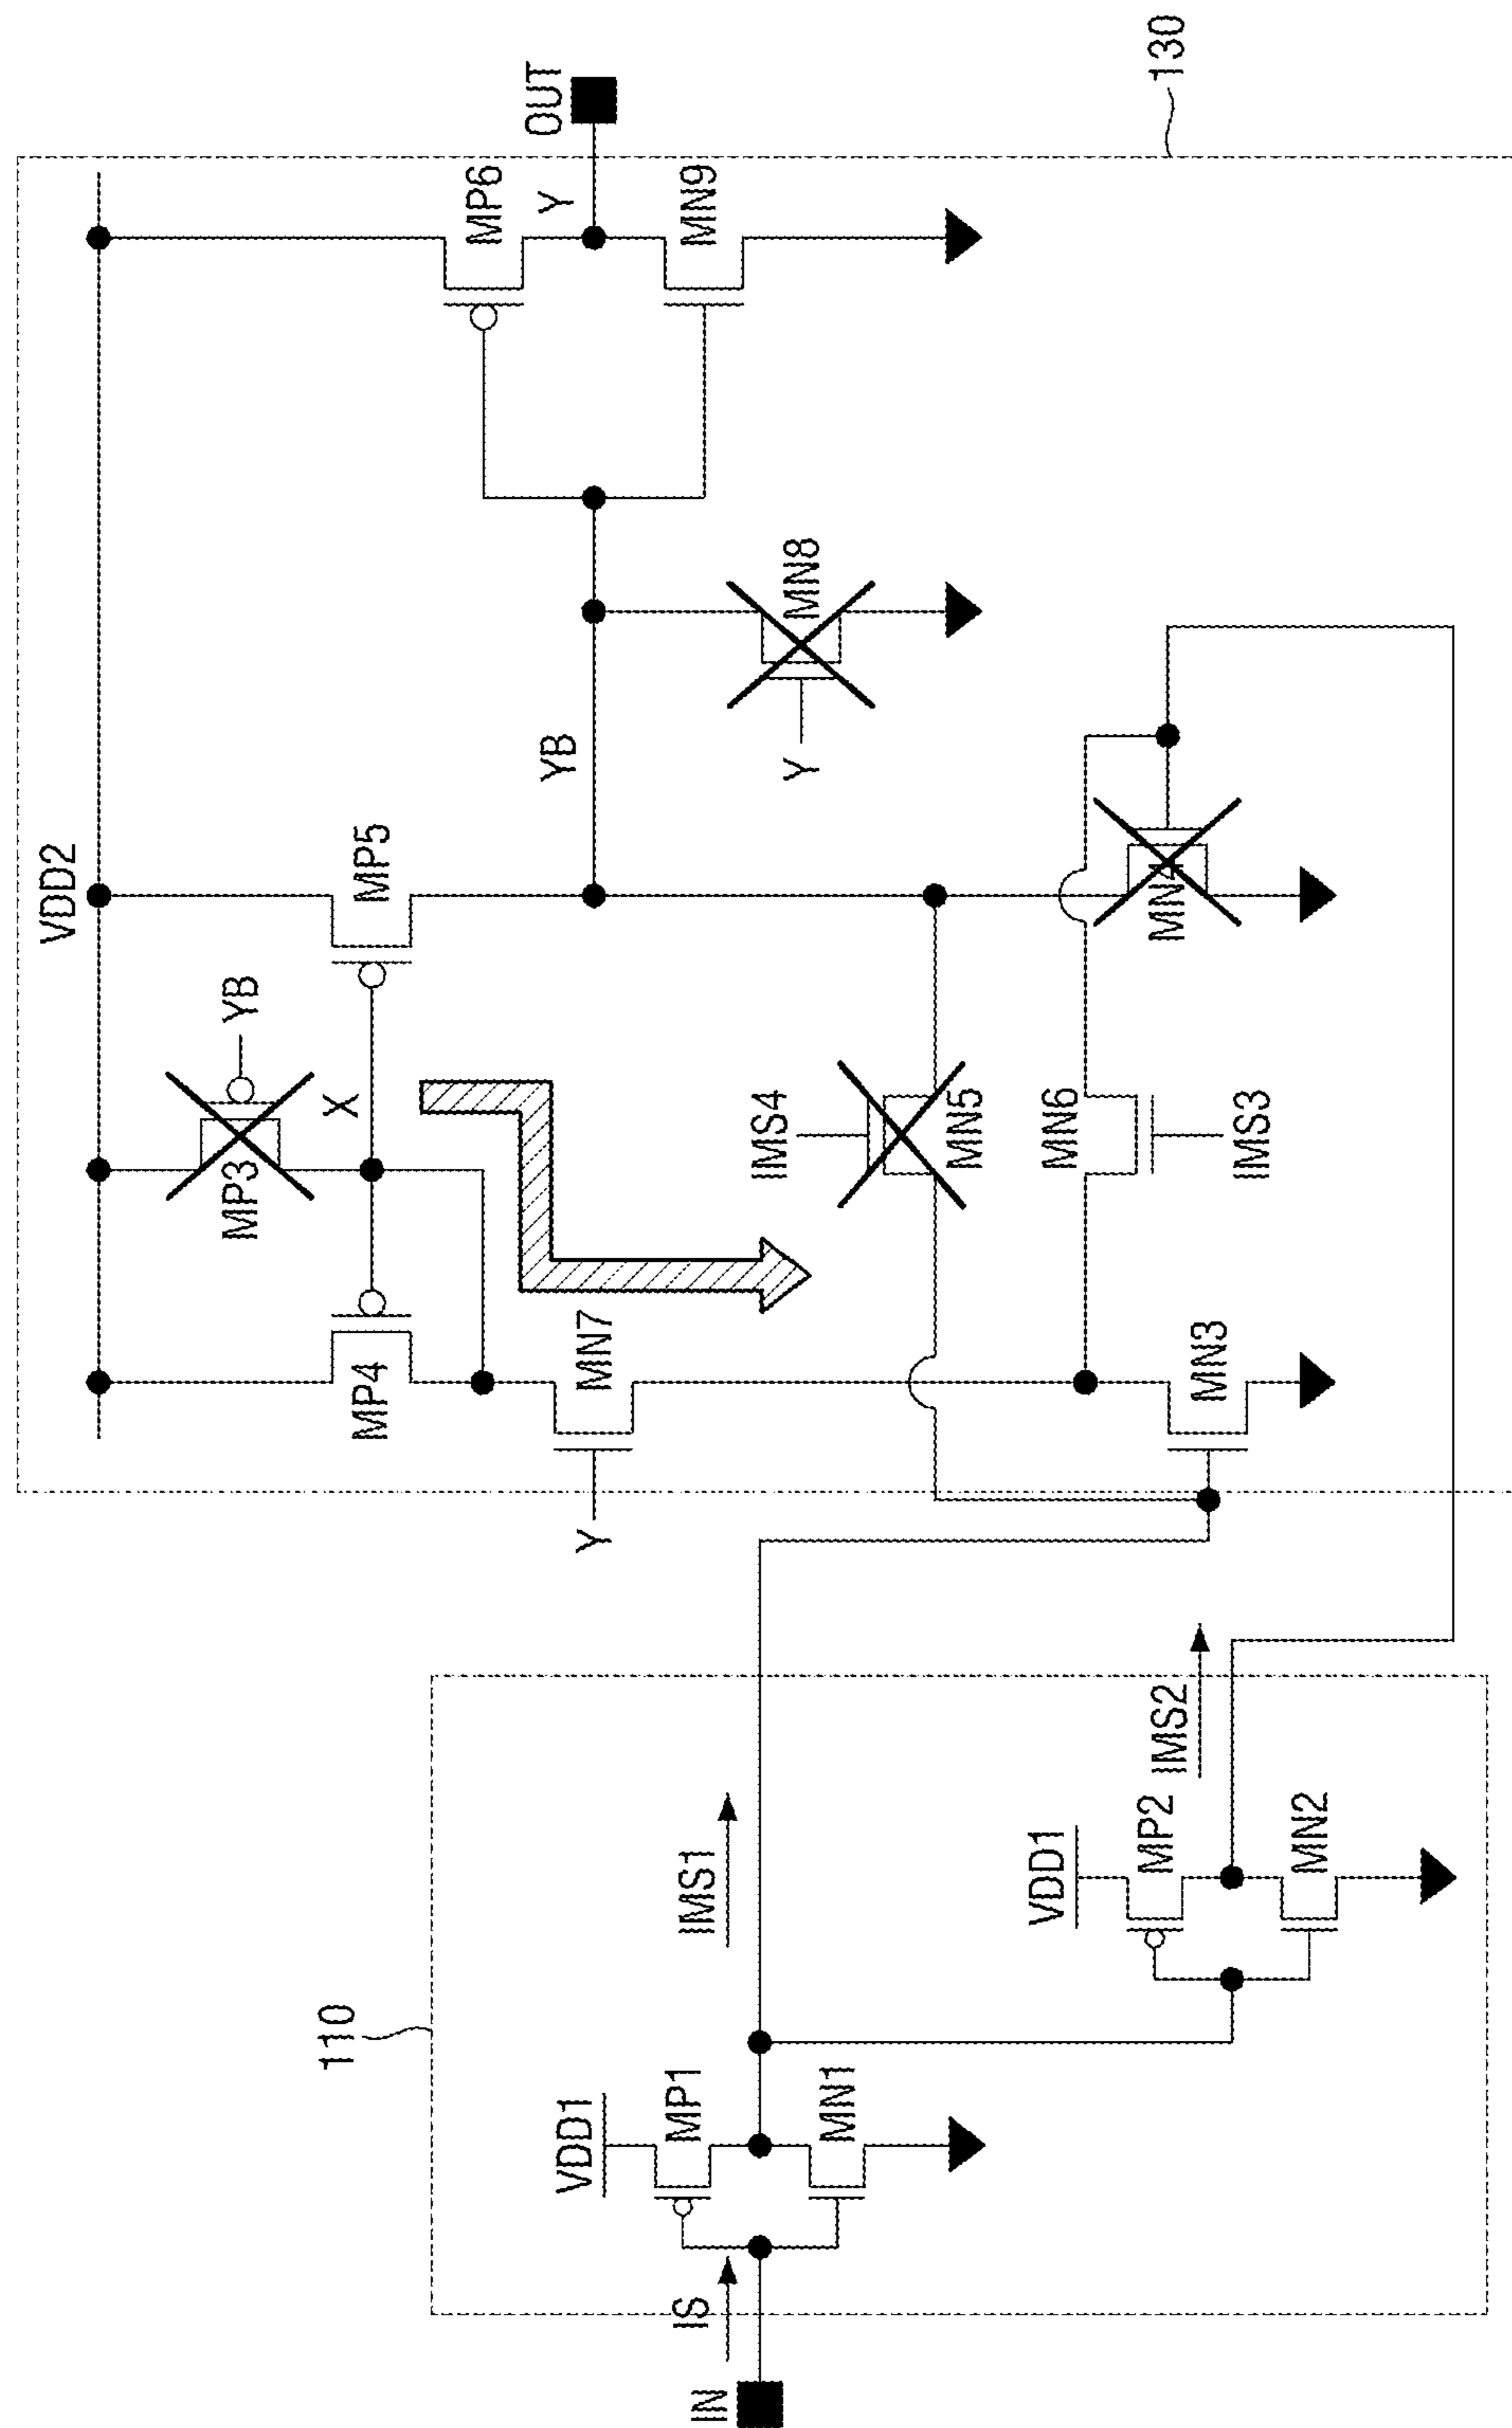 110
130
IN
IS
VDD1
MP1
MN1
IMS1
VDD1
MP2
MN2
IMS2
VDD2
MP4
MP3
YB
X
MP5
MN7
Y
IMS4
MN5
MN6
IMS3
MN3
MN4
YB
Y
MN8
MP6
Y
MN9
OUT